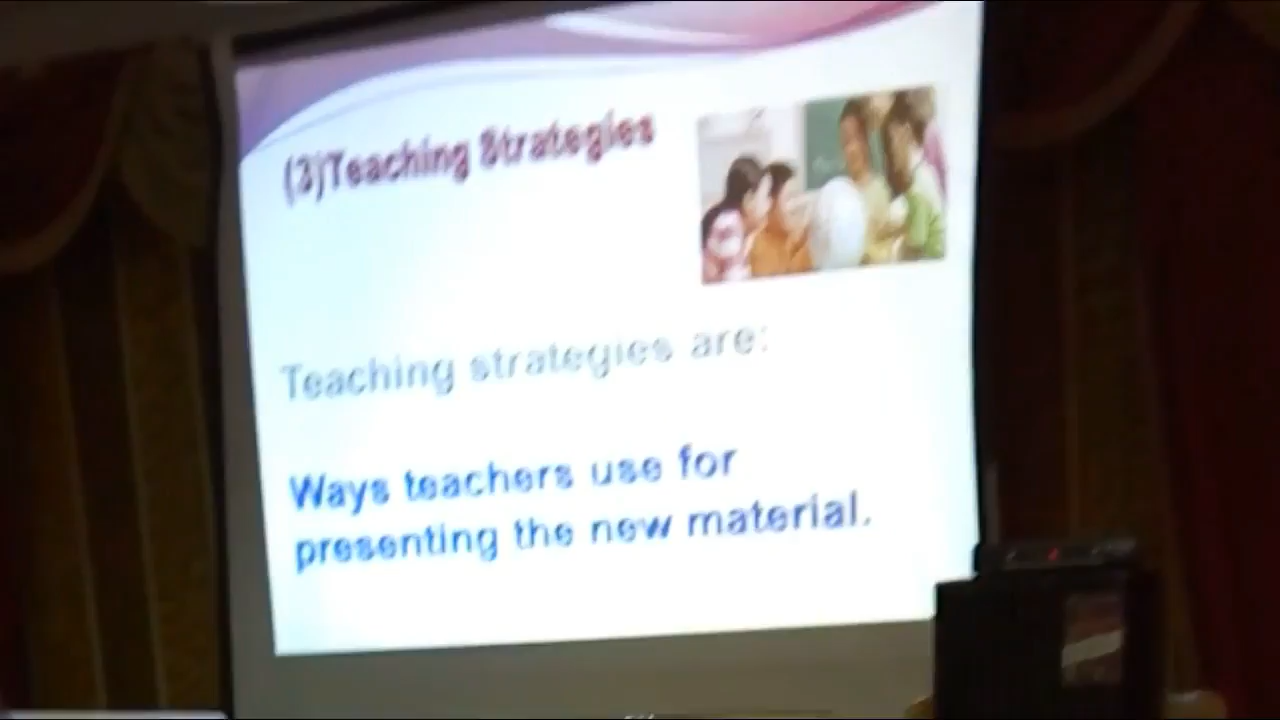 (3)Teaching Strategies
Teaching strategies are:
Ways teachers use for
presenting the new material.